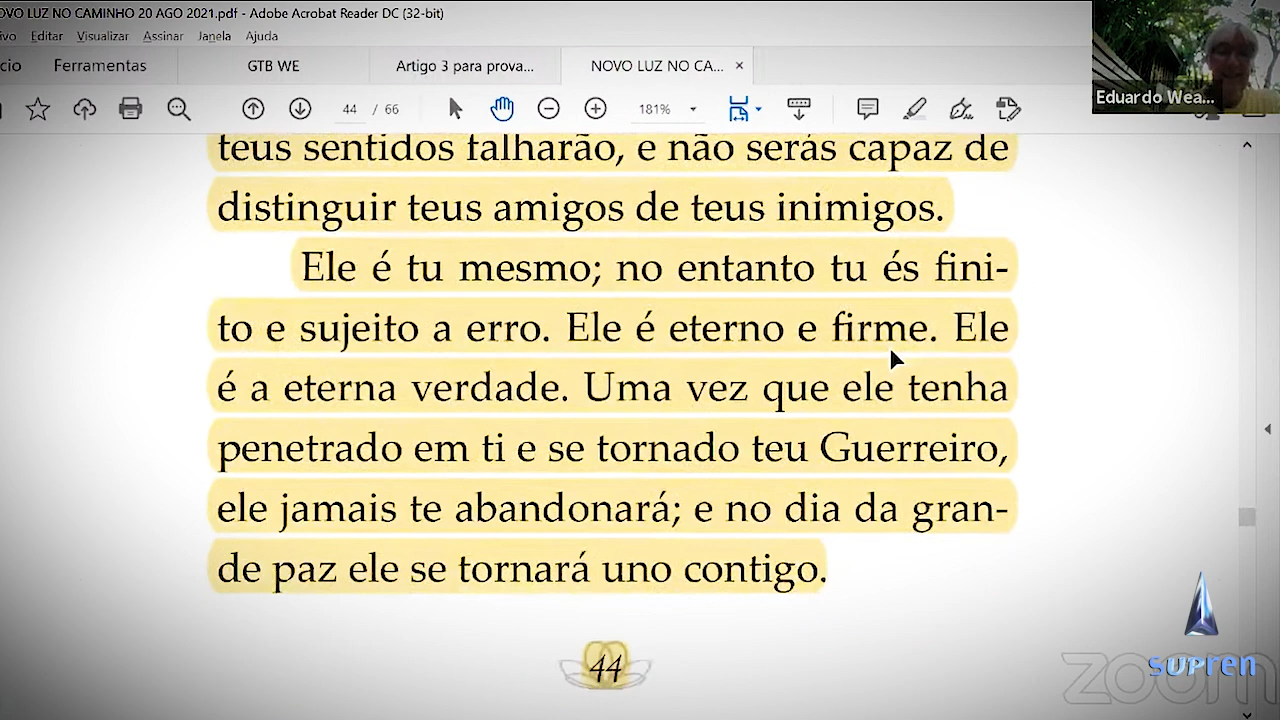 OVO LUZ NO CAMINHO 20 AGO 2021.pdf - Adobe Acrobat Reader DC (32-bit)
ivo Editar Visualizar Assinar Janela Ajuda
cio Ferramentas GTB WE Artigo 3 para prova... NOVO LUZ NO CA... ×
44 / 66 181%
Eduardo Wea...
teus sentidos falharão, e não serás capaz de
distinguir teus amigos de teus inimigos.
Ele é tu mesmo; no entanto tu és fini-
to e sujeito a erro. Ele é eterno e firme. Ele
é a eterna verdade. Uma vez que ele tenha
penetrado em ti e se tornado teu Guerreiro,
ele jamais te abandonará; e no dia da gran-
de paz ele se tornará uno contigo.
44
supren
zoom